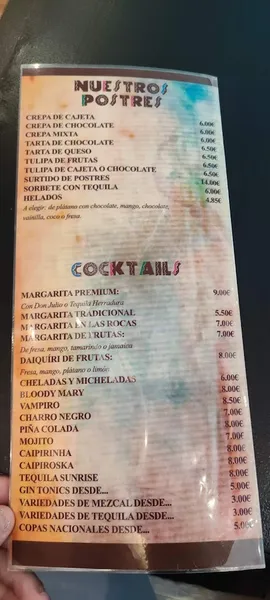 NUESTROS
POSTRES
CREPA DE CAJETA 6.00€
CREPA DE CHOCOLATE 6.00€
CREPA MIXTA 6.00€
TARTA DE CHOCOLATE 6.50€
TARTA DE QUESO 6.50€
TULIPA DE FRUTAS 6.50€
TULIPA DE CAJETA O CHOCOLATE 6.50€
SURTIDO DE POSTRES 14.00€
SORBETE CON TEQUILA 6.00€
HELADOS 4.85€
A elegir: de plátano con chocolate, mango, chocolate,
vainilla, coco o fresa.
COCKTAILS
MARGARITA PREMIUM: 9.00€
Con Don Julio o Tequila Herradura
MARGARITA TRADICIONAL 5.50€
MARGARITA EN LAS ROCAS 7.00€
MARGARITA DE FRUTAS: 7.00€
De fresa, mango, tamarindo o jamaica
DAIQUÍRI DE FRUTAS: 8.00€
Fresa, mango, plátano o limón
CHELADAS Y MICHELADAS 6.00€
BLOODY MARY 8.00€
VAMPIRO 8.50€
CHARRO NEGRO 7.00€
PIÑA COLADA 8.00€
MOJITO 7.00€
CAIPIRINHA 8.00€
CAIPIROSKA 8.00€
TEQUILA SUNRISE 8.00€
GIN TONICS DESDE... 5.00€
VARIEDADES DE MEZCAL DESDE... 3.00€
VARIEDADES DE TEQUILA DESDE... 3.00€
COPAS NACIONALES DESDE... 5.00€